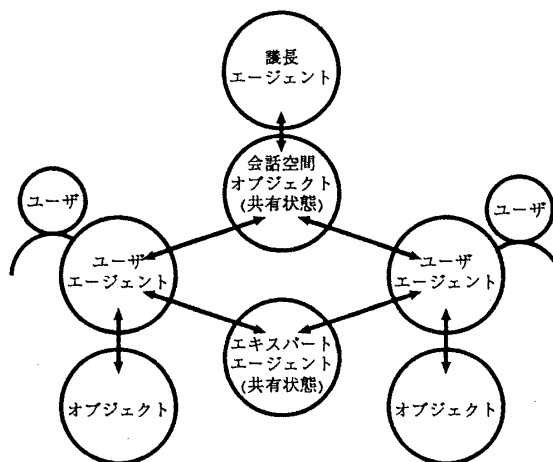 議長
エージェント
会話空間
オブジェクト
(共有状態)
ユーザ
ユーザ
ユーザ
エージェント
ユーザ
エージェント
エキスパート
エージェント
(共有状態)
オブジェクト
オブジェクト